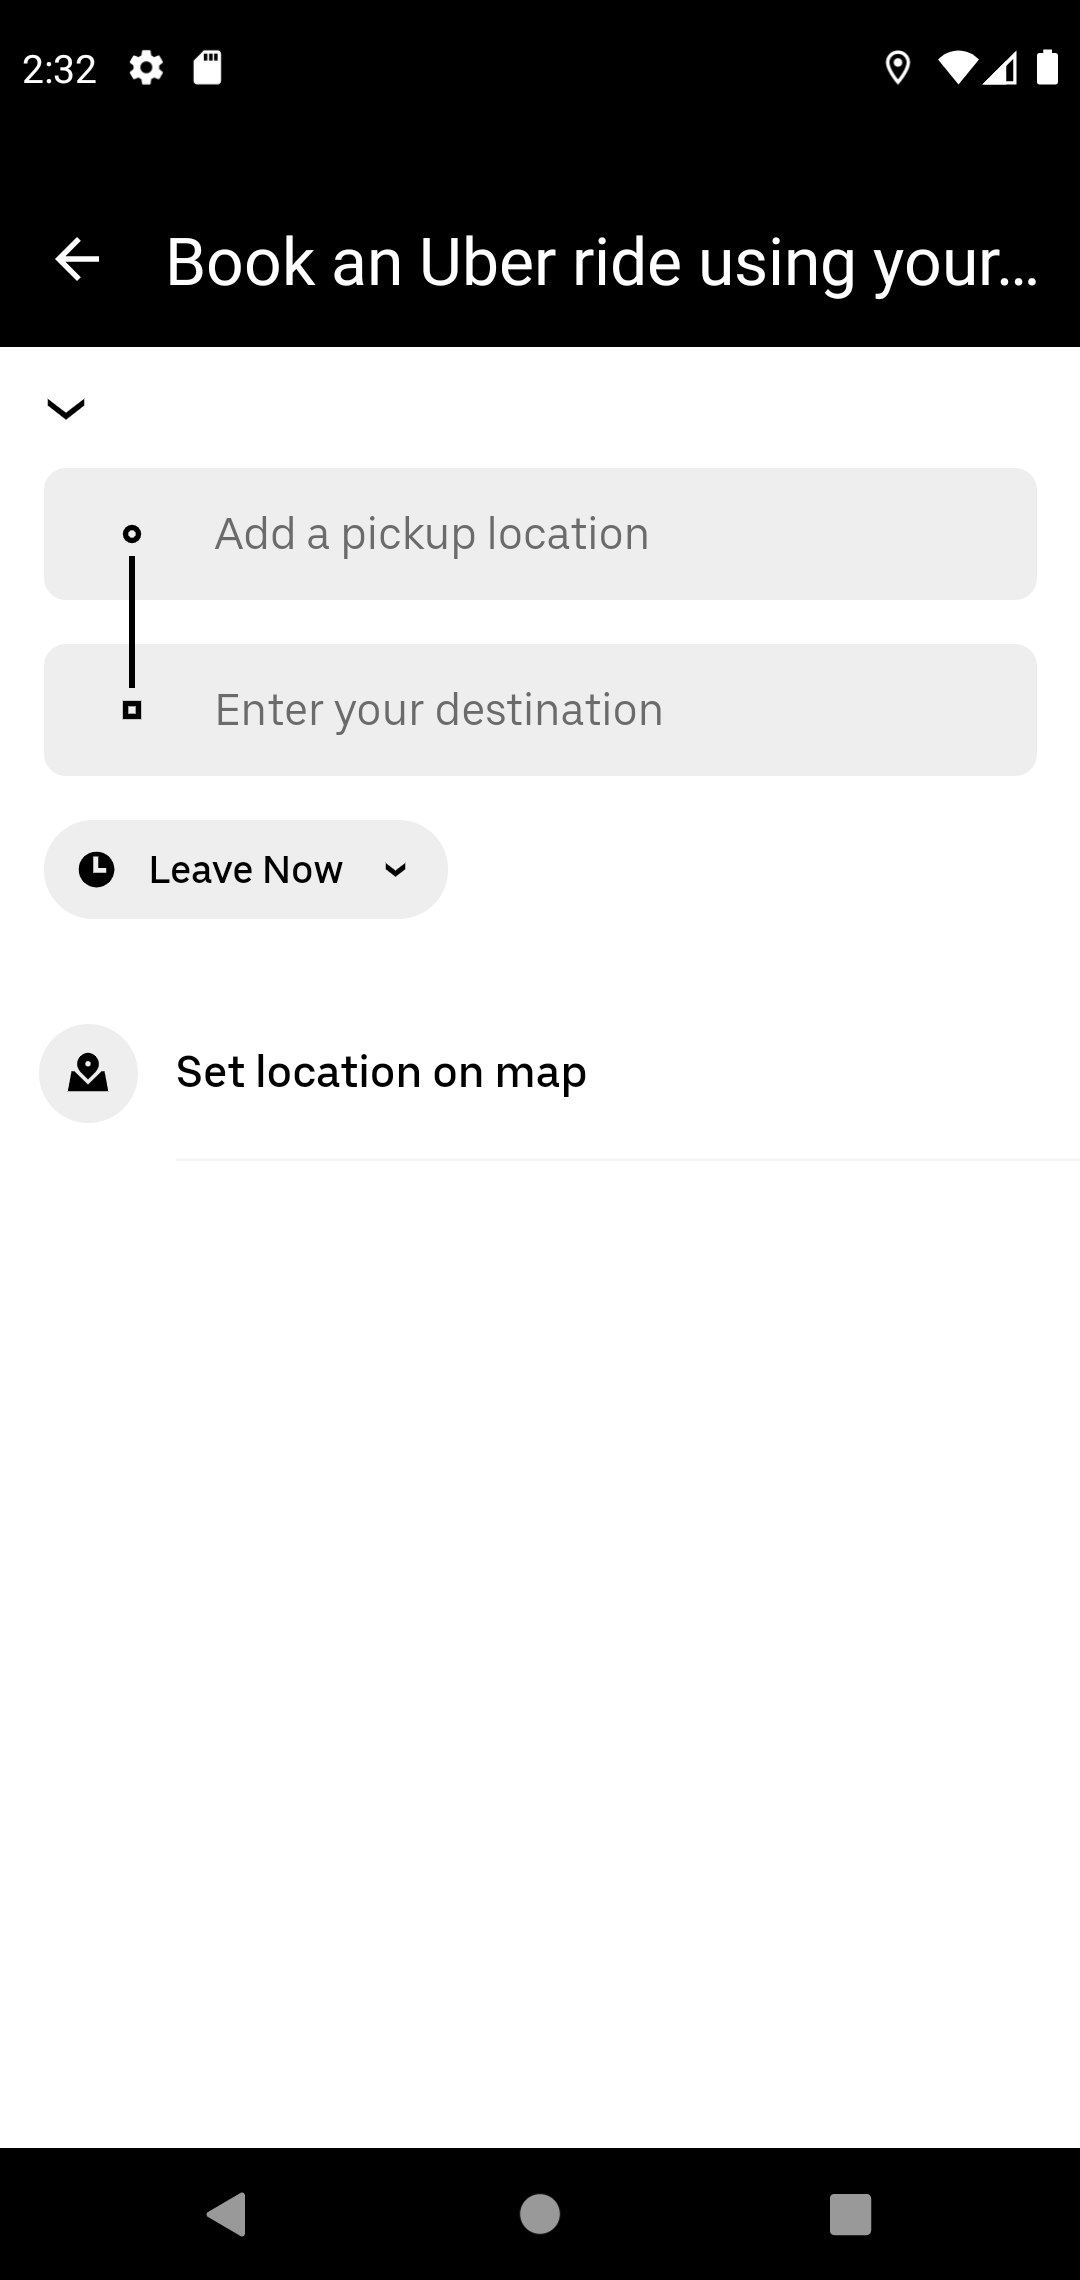 2:32
Book an Uber ride using your...
Add a pickup location
Enter your destination
Leave Now
Set location on map